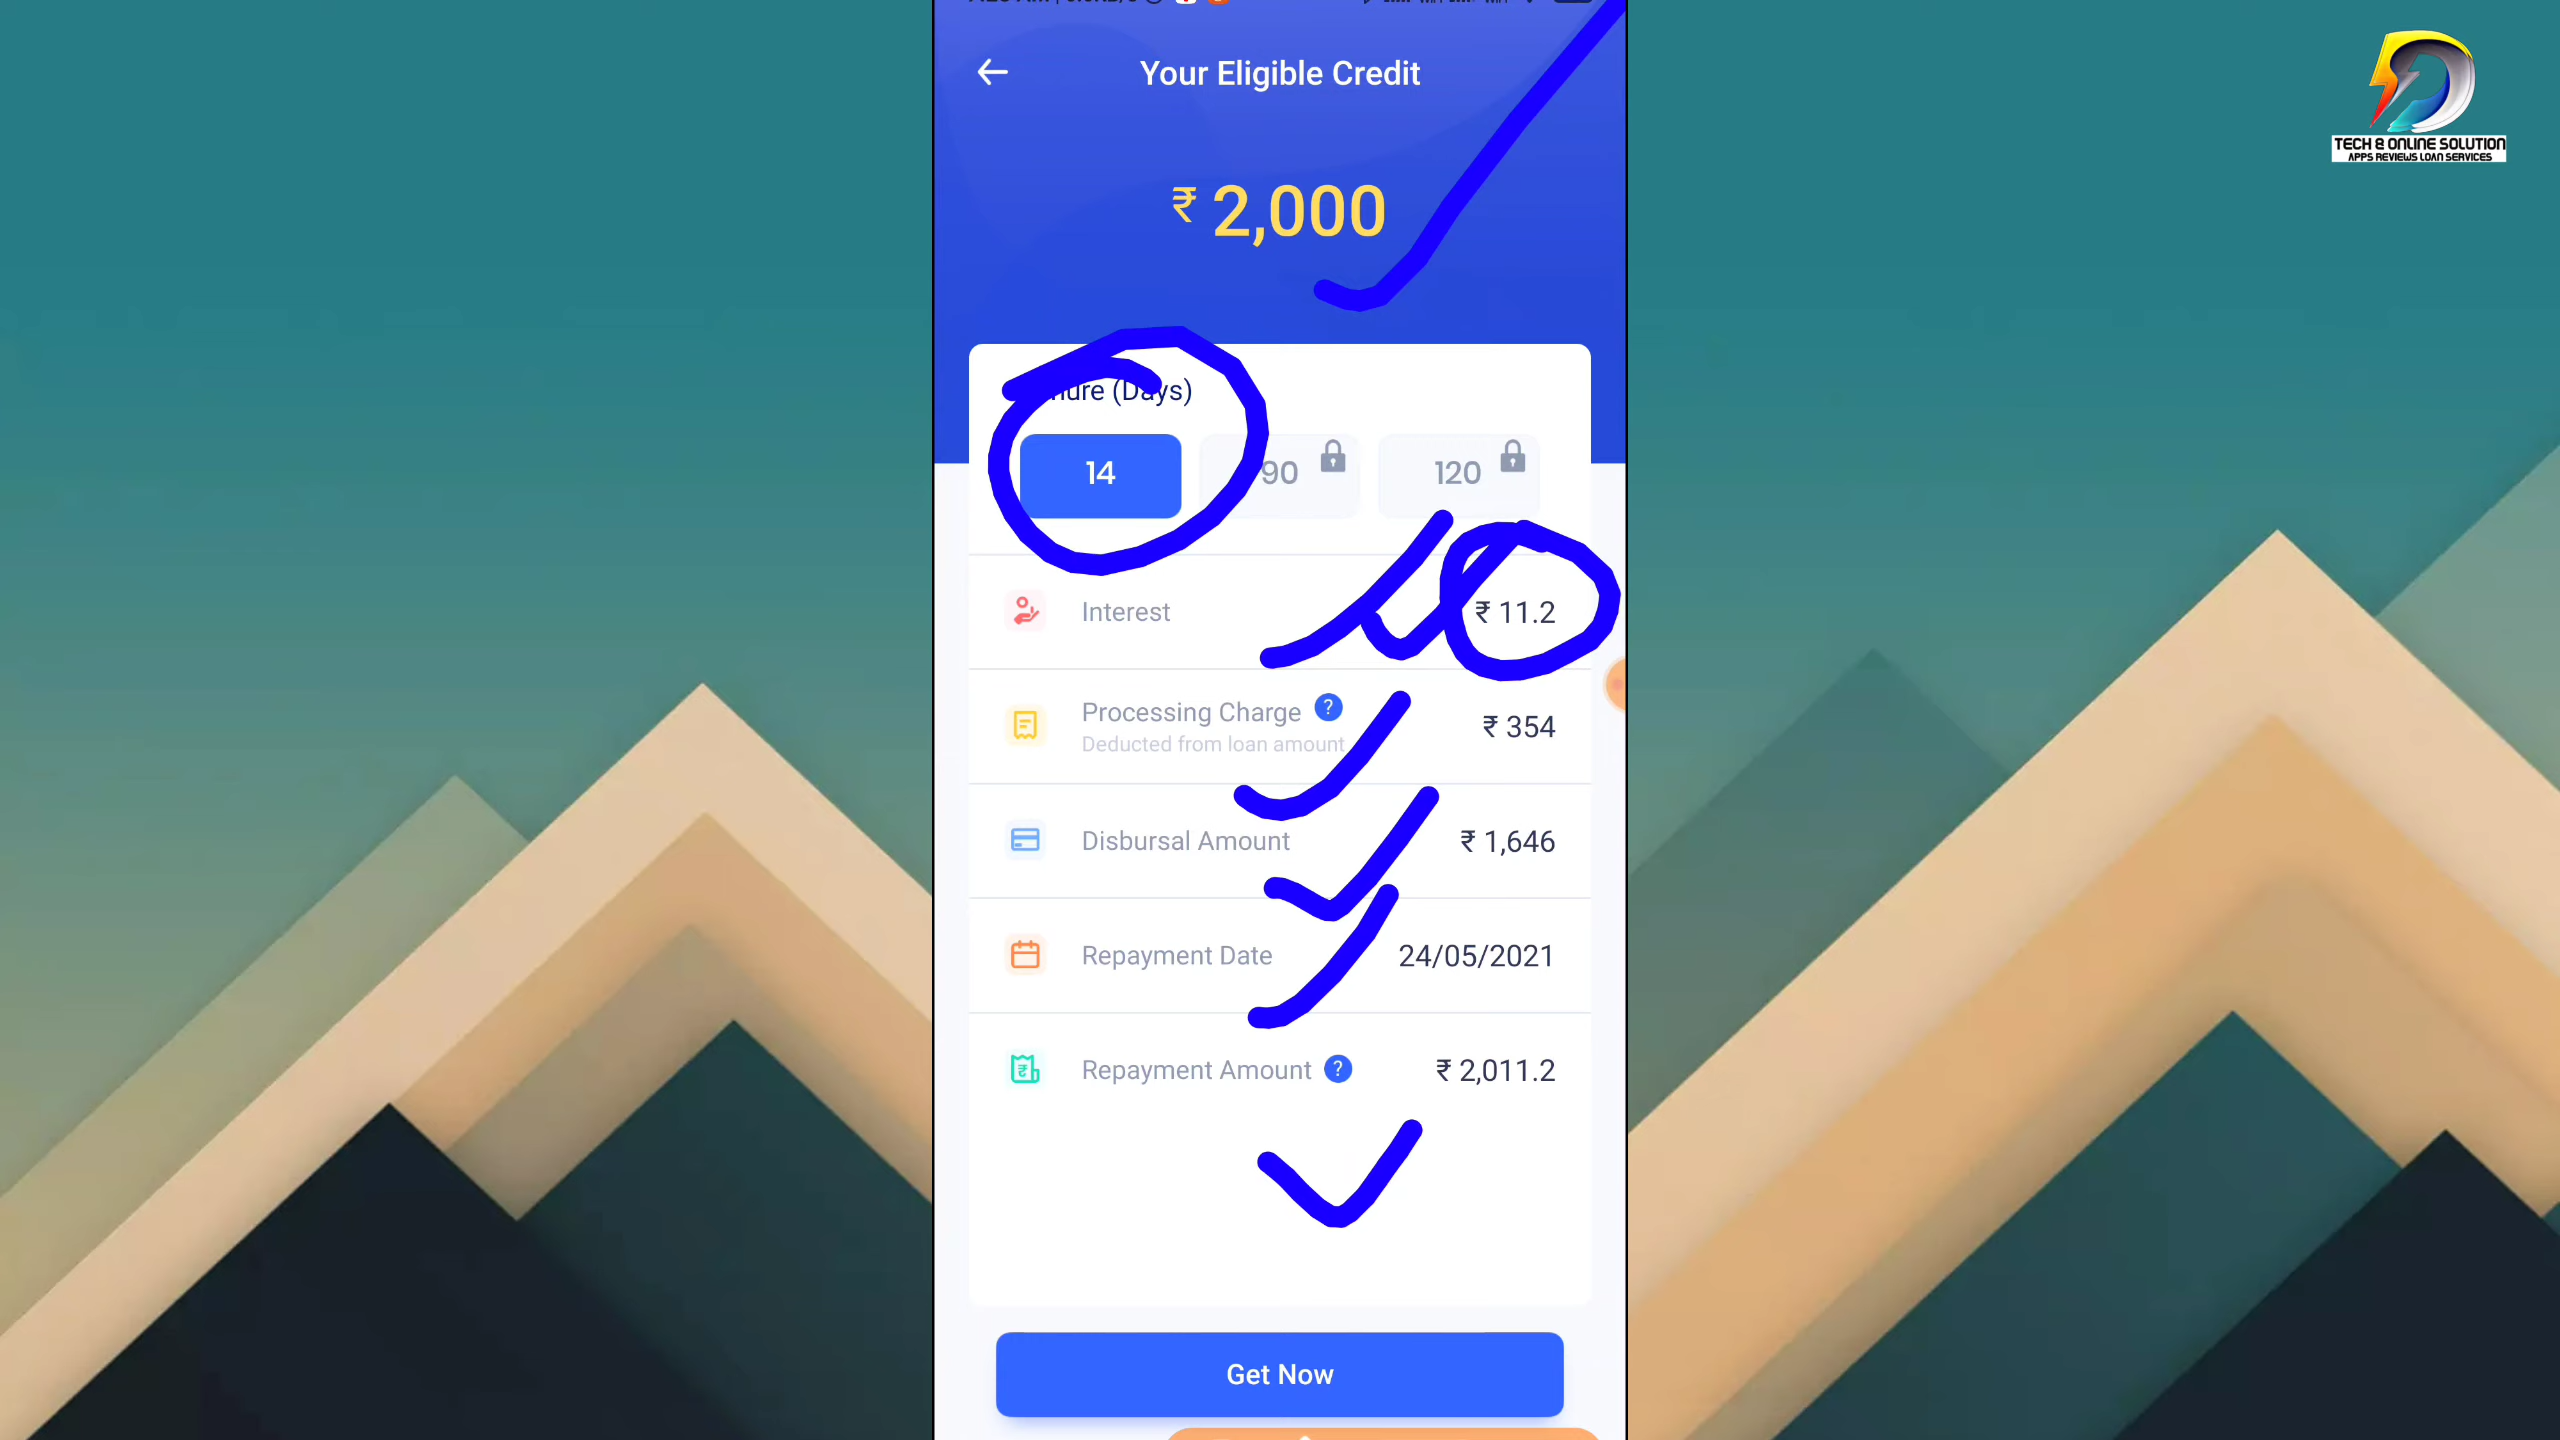 Your Eligible Credit
₹ 2,000
(Days)
14
90
120
Interest
₹ 11.2
Processing Charge ?
₹ 354
Deducted from loan amount
Disbursal Amount
₹ 1,646
Repayment Date
24/05/2021
Repayment Amount ?
₹ 2,011.2
Get Now
TECH & ONLINE SOLUTION
APPS REVIEWS LOAN SERVICES